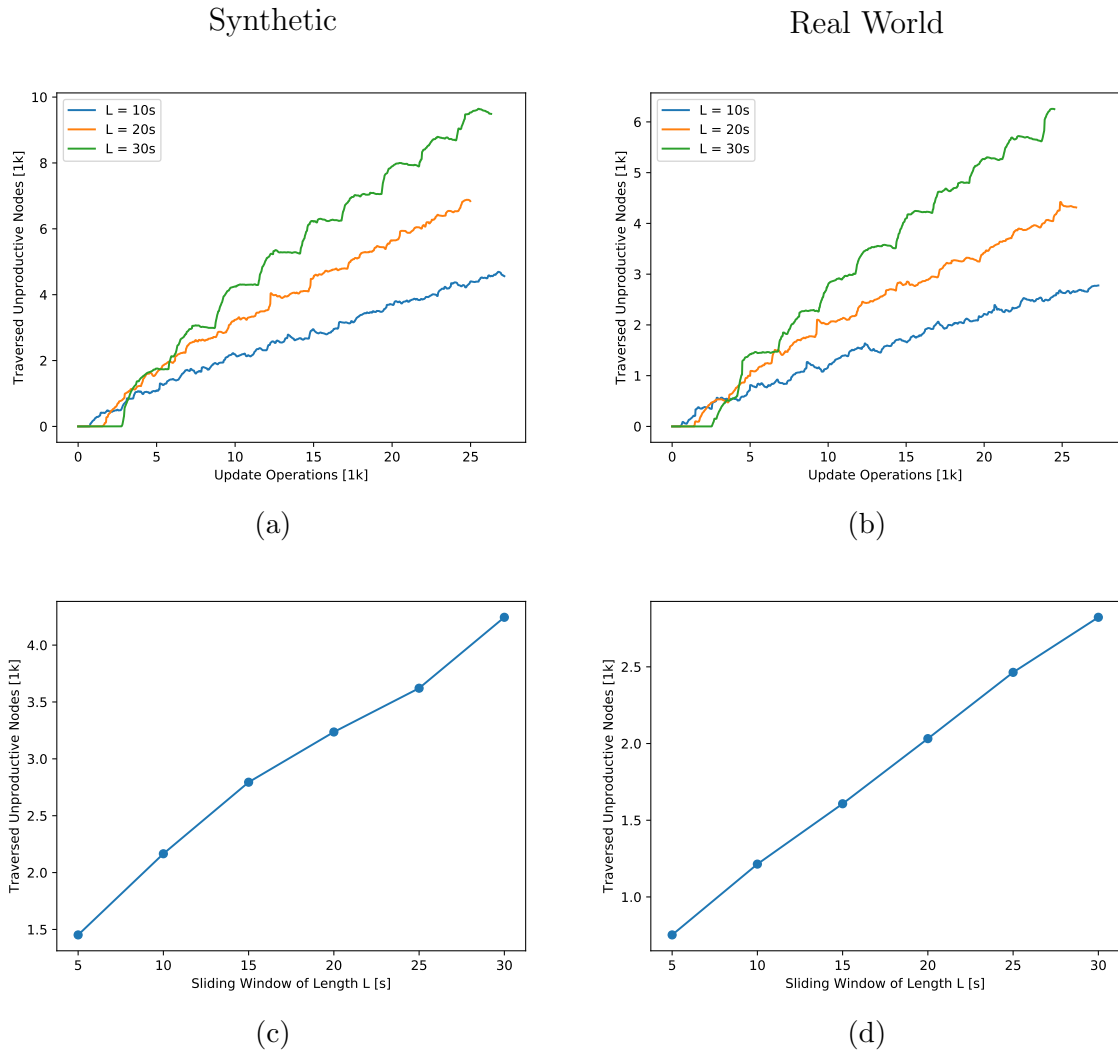 Synthetic
Real World
10
8
6
4
2
0
L = 10s
L = 20s
L = 30s
0 5 10 15 20 25
Traversed Unproductive Nodes [1k]
Update Operations [1k]
(a)
6
5
4
3
2
1
0
L = 10s
L = 20s
L = 30s
0 5 10 15 20 25
Traversed Unproductive Nodes [1k]
Update Operations [1k]
(b)
4.0
3.5
3.0
2.5
2.0
1.5
5 10 15 20 25 30
Traversed Unproductive Nodes [1k]
Sliding Window of Length L [s]
(c)
2.5
2.0
1.5
1.0
5 10 15 20 25 30
Traversed Unproductive Nodes [1k]
Sliding Window of Length L [s]
(d)